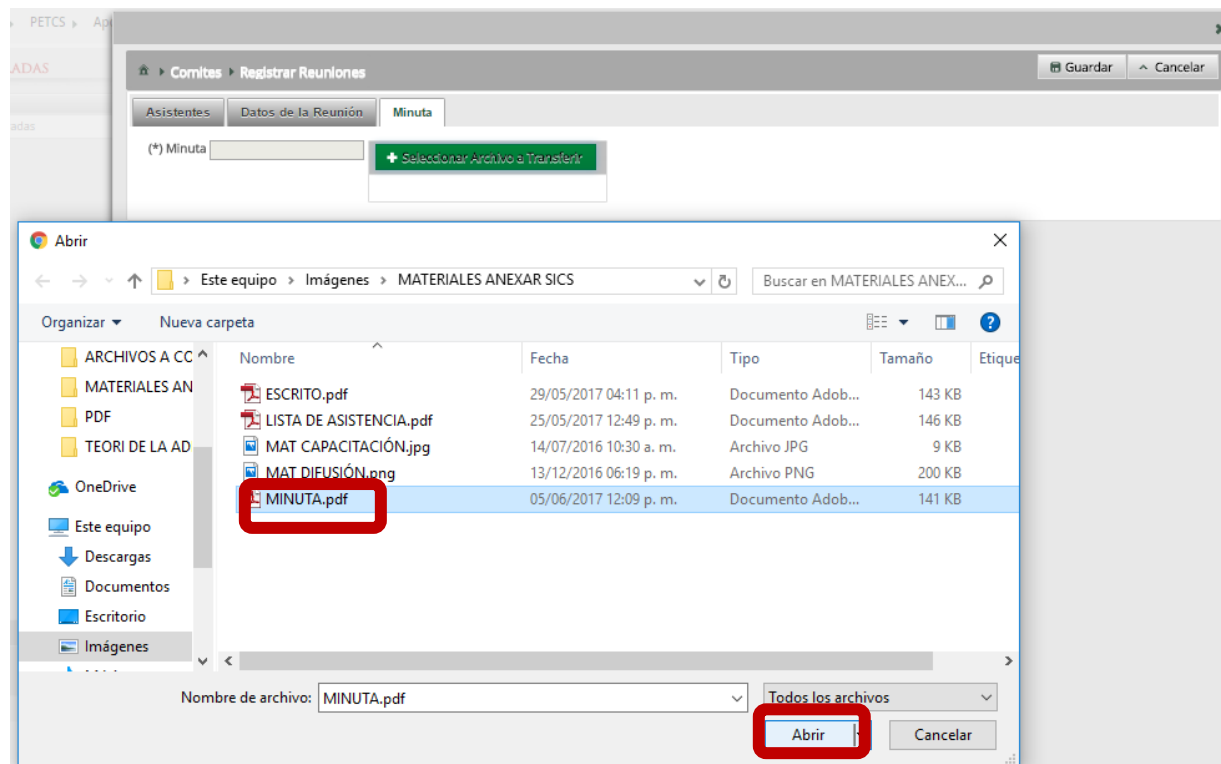 PETCS
ADAS
adas
Comites Registrar Reuniones
Guardar
Cancelar
Asistentes
Datos de la Reunión
Minuta
(*) Minuta
Seleccionar Archivo a Transferir
Abrir
Este equipo > Imágenes > MATERIALES ANEXAR SICS
Buscar en MATERIALES ANEX...
Organizar
Nueva carpeta
ARCHIVOS A CO
MATERIALES AN
PDF
TEORI DE LA AD
OneDrive
Este equipo
Descargas
Documentos
Escritorio
Imágenes
Nombre Fecha Tipo Tamaño Etique
ESCRITO.pdf 29/05/2017 04:11 p. m. Documento Adob... 143 KB
LISTA DE ASISTENCIA.pdf 25/05/2017 12:49 p. m. Documento Adob... 146 KB
MAT CAPACITACIÓN.jpg 14/07/2016 10:30 a. m. Archivo JPG 9 KB
MAT DIFUSIÓN.png 13/12/2016 06:19 p. m. Archivo PNG 200 KB
MINUTA.pdf 05/06/2017 12:09 p. m. Documento Adob... 141 KB
Nombre de archivo: MINUTA.pdf
Todos los archivos
Abrir
Cancelar